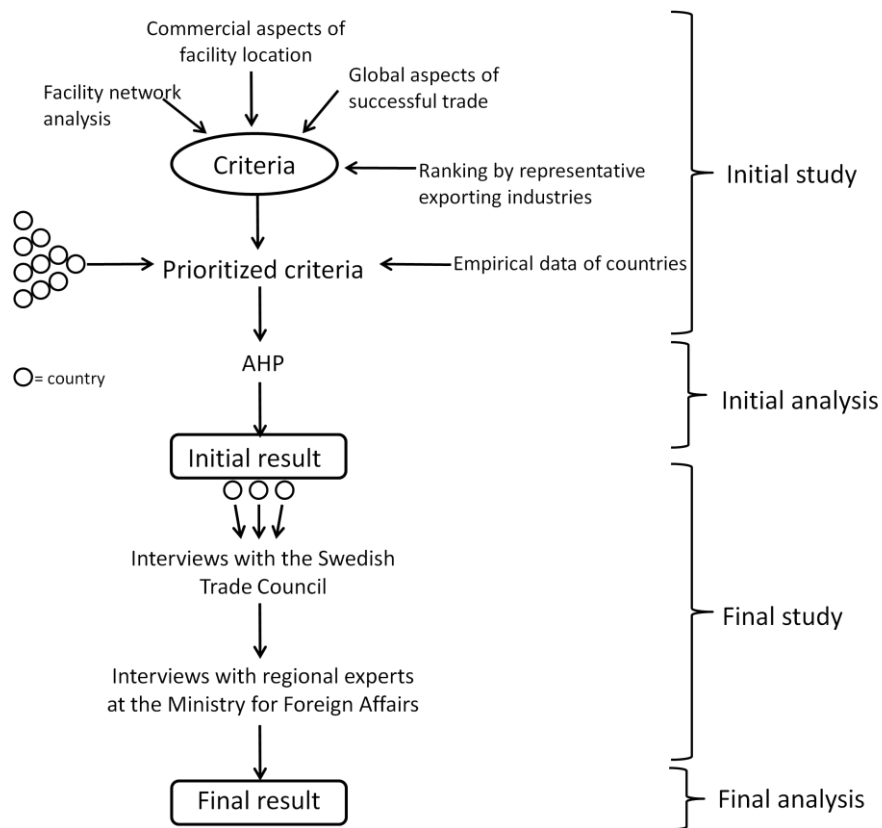 Commercial aspects of
facility location
Global aspects of
successful trade
Facility network
analysis
Criteria
Ranking by representative
exporting industries
Initial study
Prioritized criteria
Empirical data of countries
AHP
= country
Initial analysis
Initial result
Interviews with the Swedish
Trade Council
Final study
Interviews with regional experts
at the Ministry for Foreign Affairs
Final result
Final analysis